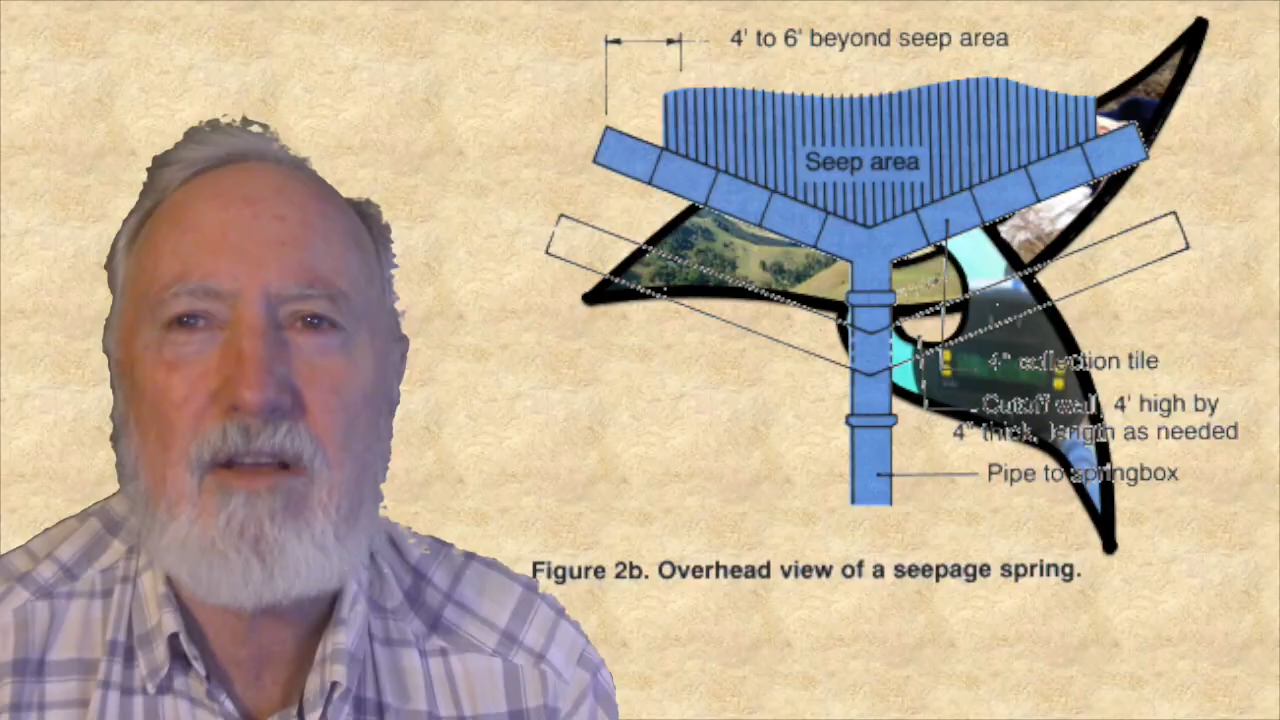 4' to 6' beyond seep area
Seep area
4" collection tile
Cutoff wall, 4' high by
4" thick, length as needed
Pipe to springbox
Figure 2b. Overhead view of a seepage spring.